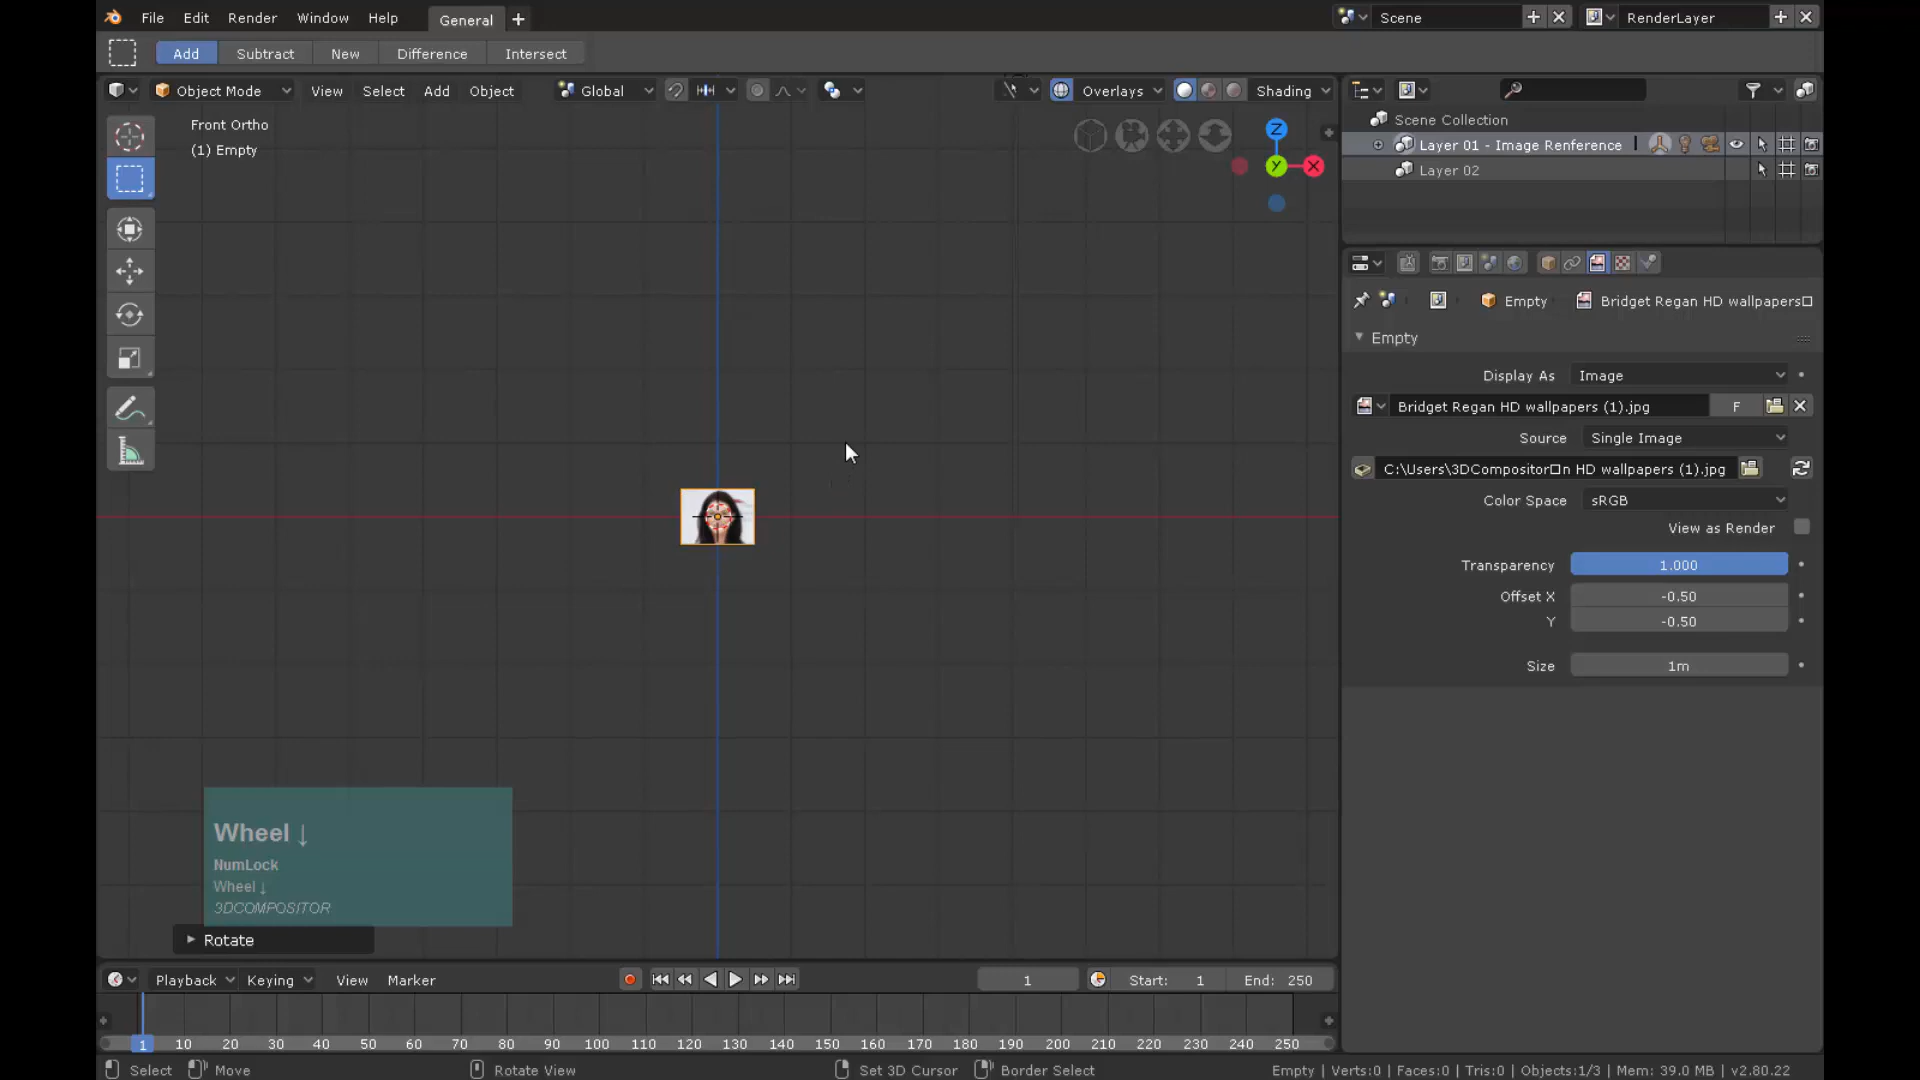 File Edit Render Window Help General + Scene RenderLayer
Add Subtract New Difference Intersect
Object Mode View Select Add Object Global Overlays Shading
Front Ortho
(1) Empty
Z
Y X
Scene Collection
Layer 01 - Image Renference
Layer 02
Empty Bridget Regan HD wallpapers□
Empty
Display As Image
Bridget Regan HD wallpapers (1).jpg F
Source Single Image
C:\Users\3DCompositor□n HD wallpapers (1).jpg
Color Space sRGB
View as Render
Transparency 1.000
Offset X -0.50
Y -0.50
Size 1m
Wheel ↓
NumLock
Wheel ↓
3DCOMPOSITOR
Rotate
Playback Keying View Marker 1 Start: 1 End: 250
1 10 20 30 40 50 60 70 80 90 100 110 120 130 140 150 160 170 180 190 200 210 220 230 240 250
Select Move Rotate View Set 3D Cursor Border Select Empty | Verts:0 | Faces:0 | Tris:0 | Objects:1/3 | Mem: 39.0 MB | v2.80.22